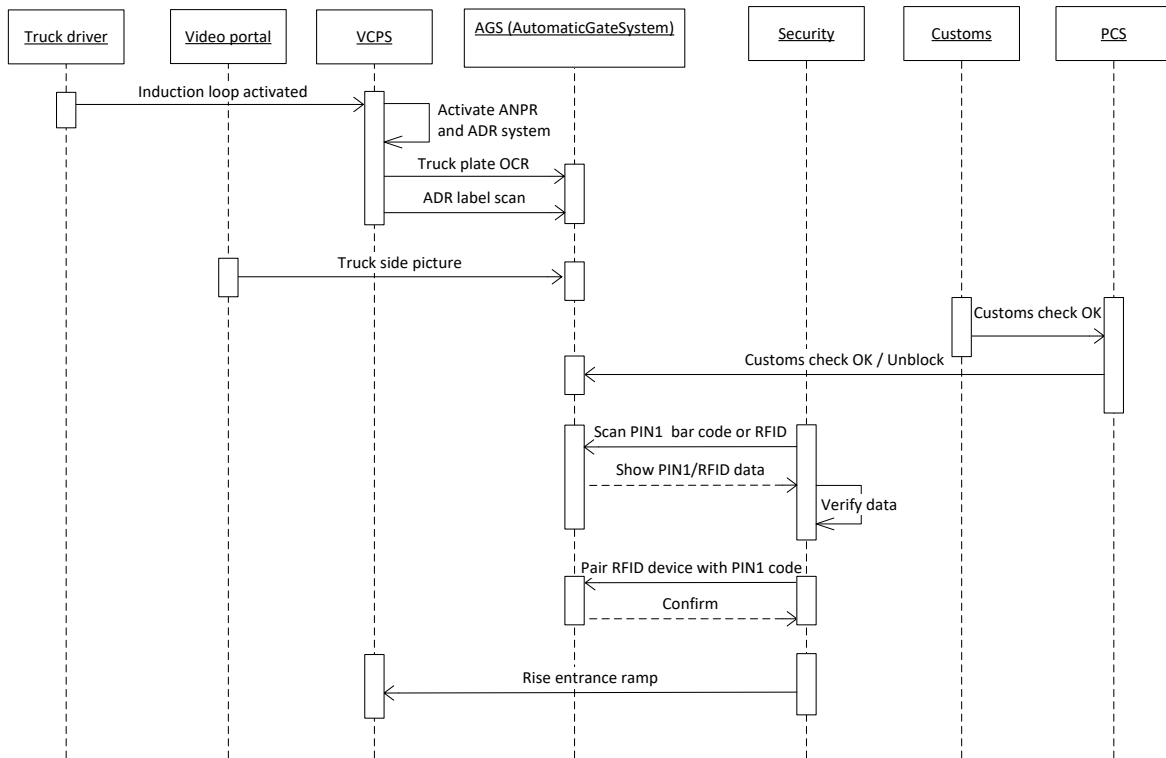 Truck driver
Video portal
VCPS
AGS (AutomaticGateSystem)
Security
Customs
PCS
Induction loop activated
Activate ANPR
and ADR system
Truck plate OCR
ADR label scan
Truck side picture
Customs check OK
Customs check OK / Unblock
Scan PIN1  bar code or RFID
Show PIN1/RFID data
Verify data
Pair RFID device with PIN1 code
Confirm
Rise entrance ramp